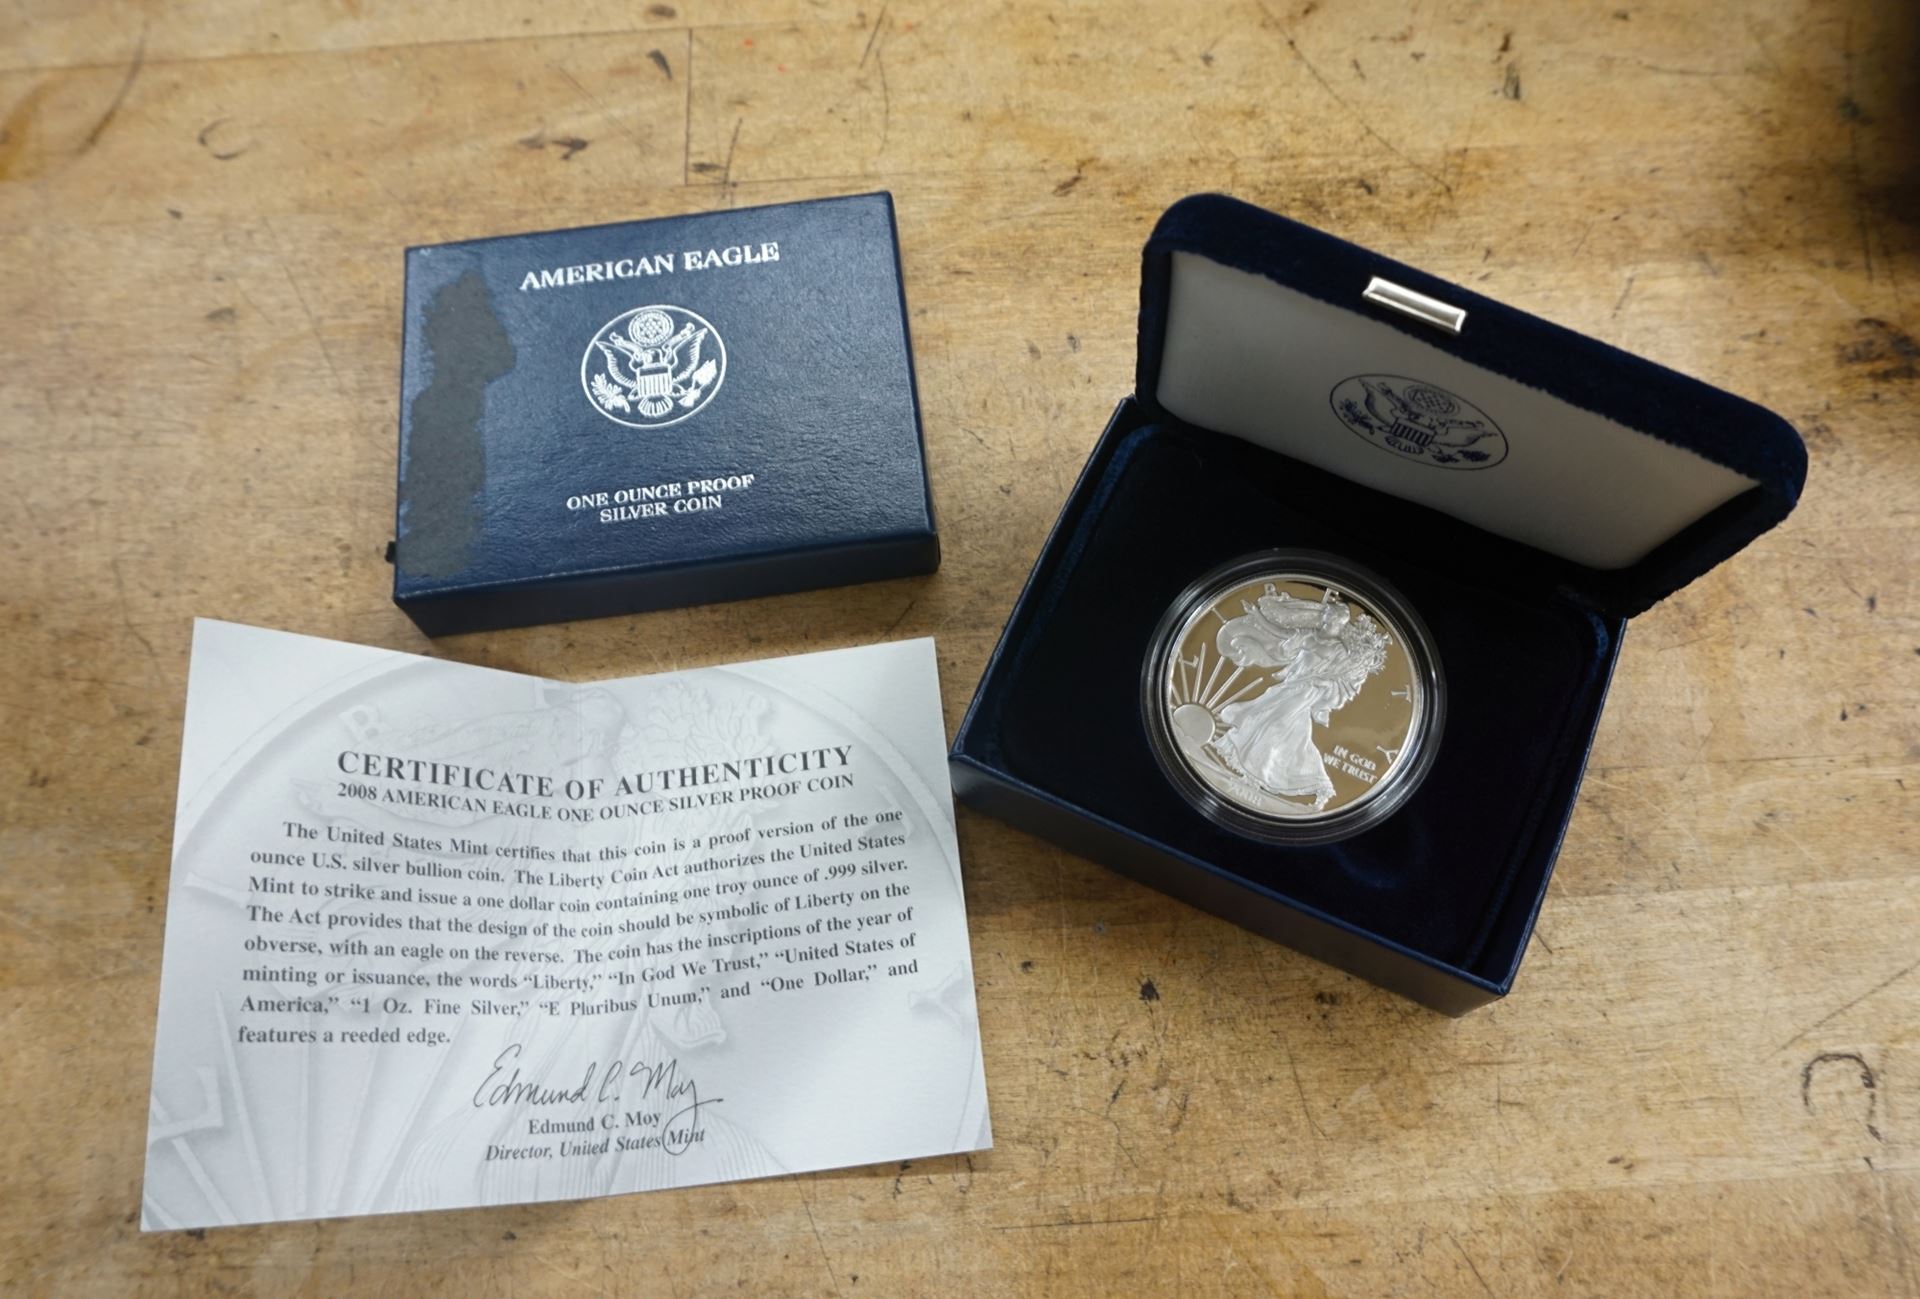 AMERICAN EAGLE
ONE OUNCE PROOF
SILVER COIN
CERTIFICATE OF AUTHENTICITY
2008 AMERICAN EAGLE ONE OUNCE SILVER PROOF COIN
The United States Mint certifies that this coin is a proof version of the one
ounce U.S. silver bullion coin. The Liberty Coin Act authorizes the United States
Mint to strike and issue a one dollar coin containing one troy ounce of .999 silver.
The Act provides that the design of the coin should be symbolic of Liberty on the
obverse, with an eagle on the reverse. The coin has the inscriptions of the year of
minting or issuance, the words “Liberty,” “In God We Trust,” “United States of
America,” “1 Oz. Fine Silver,” “E Pluribus Unum,” and “One Dollar,” and
features a reeded edge.
Edmund C. Moy
Edmund C. Moy
Director, United States Mint
LIBERTY
IN GOD
WE TRUST
2008